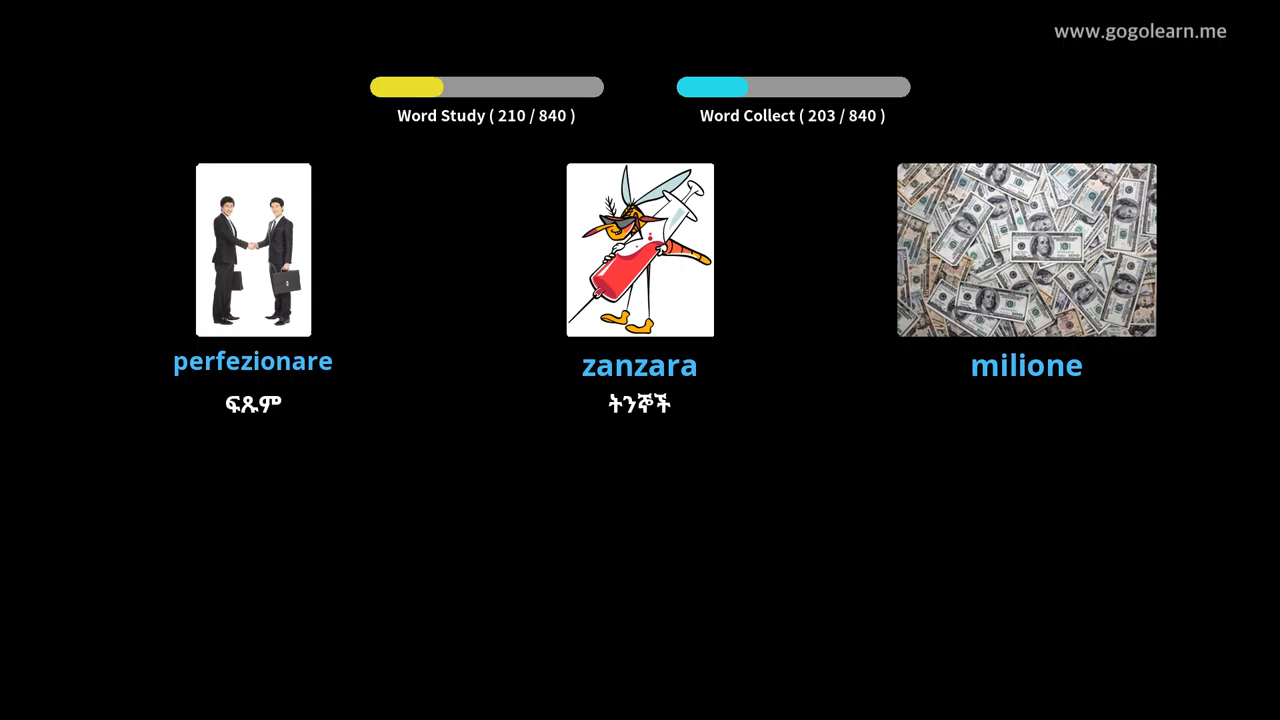 www.gogolearn.me
Word Study ( 210 / 840 )
Word Collect ( 203 / 840 )
perfezionare
ፍጹም
zanzara
ትንኞች
milione